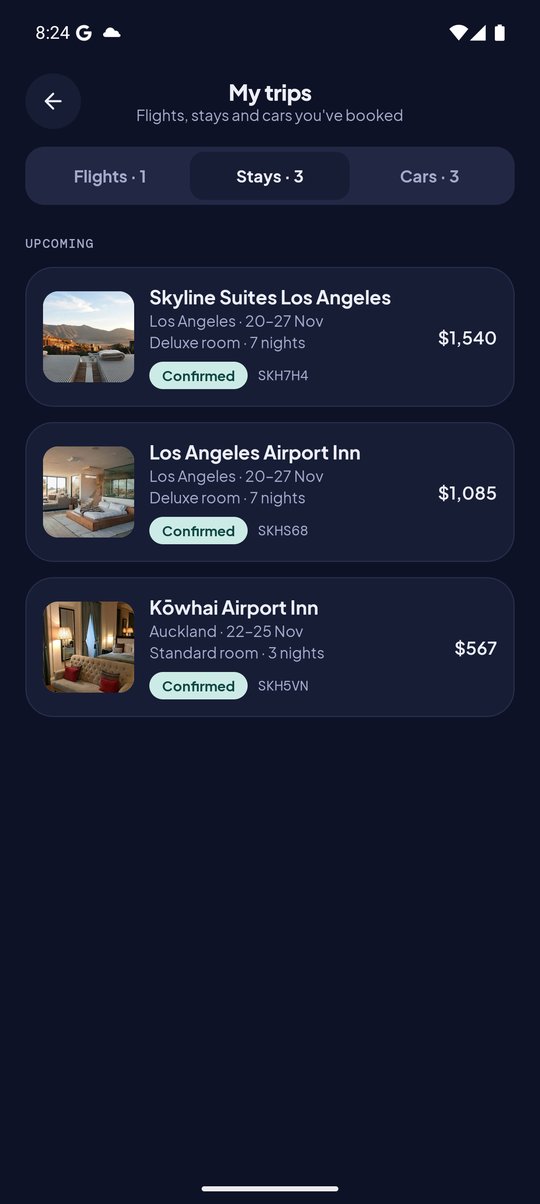 8:24
My trips
Flights, stays and cars you've booked
Flights · 1
Stays · 3
Cars · 3
UPCOMING
Skyline Suites Los Angeles
Los Angeles · 20–27 Nov
Deluxe room · 7 nights
$1,540
Confirmed SKH7H4
Los Angeles Airport Inn
Los Angeles · 20–27 Nov
Deluxe room · 7 nights
$1,085
Confirmed SKHS68
Kōwhai Airport Inn
Auckland · 22–25 Nov
Standard room · 3 nights
$567
Confirmed SKH5VN